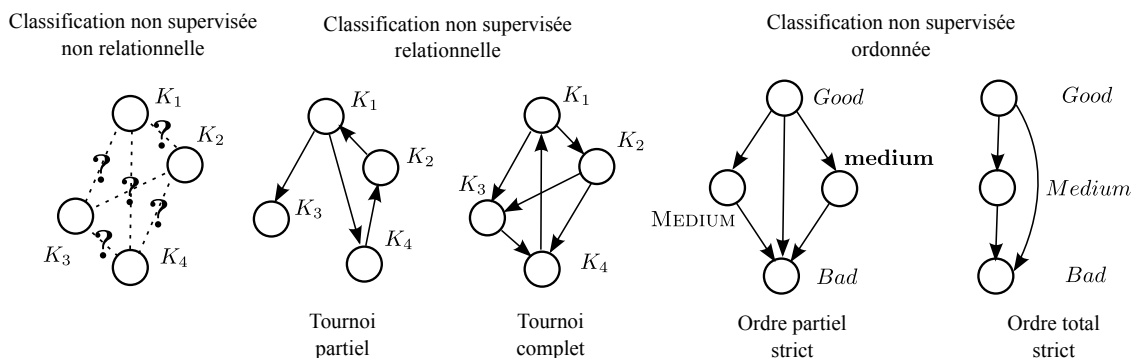 Classification non supervisée
non relationnelle
Classification non supervisée
relationnelle
Classification non supervisée
ordonnée
K1
K2
K3
K4
?
?
?
?
?
K1
K2
K3
K4
Tournoi
partiel
K1
K2
K3
K4
Tournoi
complet
Good
medium
MEDIUM
Bad
Ordre partiel
strict
Good
Medium
Bad
Ordre total
strict